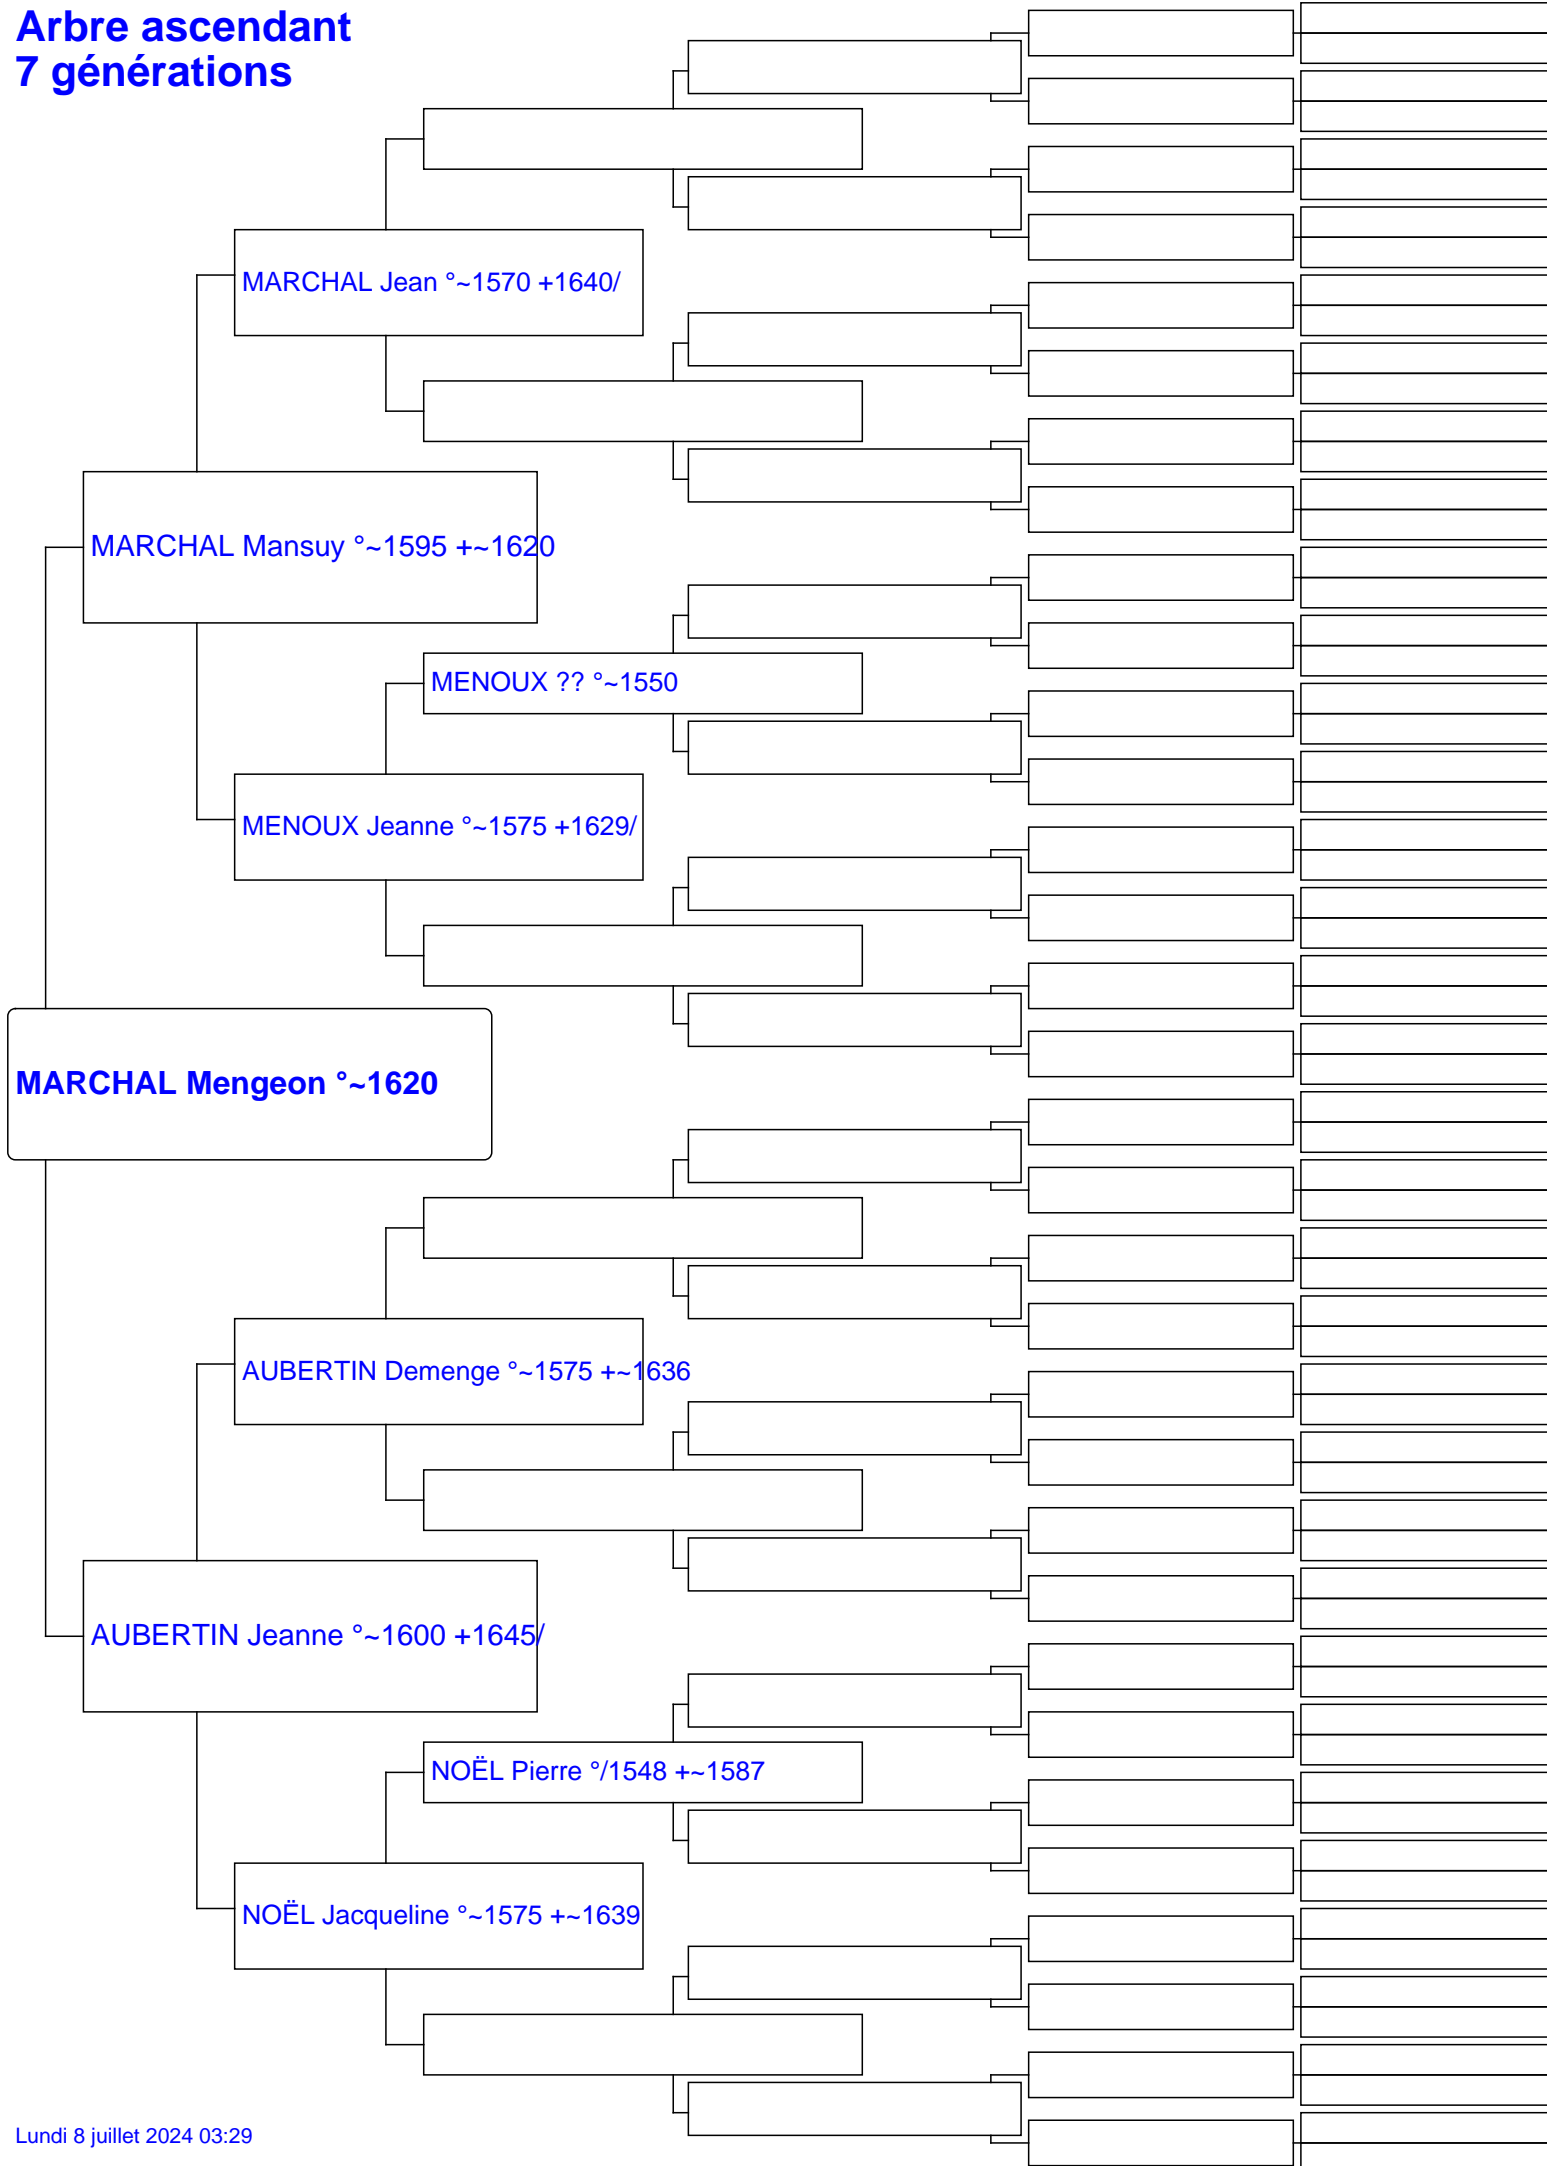 Arbre ascendant
7 générations
MARCHAL Jean °~1570 +1640/
MARCHAL Mansuy °~1595 +~1620
MENOUX ?? °~1550
MENOUX Jeanne °~1575 +1629/
MARCHAL Mengeon °~1620
AUBERTIN Demenge °~1575 +~1636
AUBERTIN Jeanne °~1600 +1645/
NOËL Pierre °/1548 +~1587
NOËL Jacqueline °~1575 +~1639
Lundi 8 juillet 2024 03:29